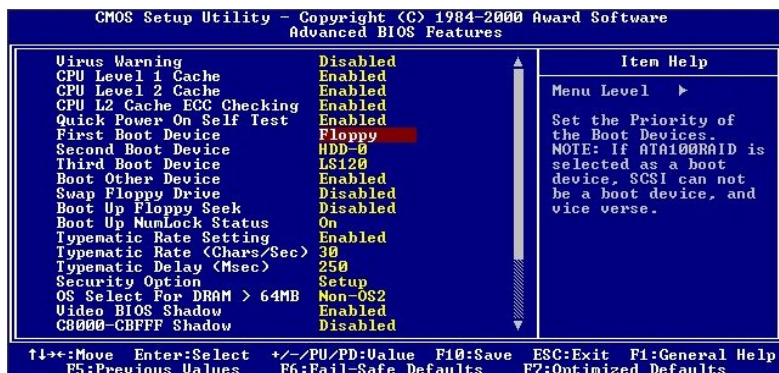 CMOS Setup Utility - Copyright (C) 1984-2000 Award Software
Advanced BIOS Features
Virus Warning Disabled
CPU Level 1 Cache Enabled
CPU Level 2 Cache Enabled
CPU L2 Cache ECC Checking Enabled
Quick Power On Self Test Enabled
First Boot Device Floppy
Second Boot Device HDD-0
Third Boot Device LS120
Boot Other Device Enabled
Swap Floppy Drive Disabled
Boot Up Floppy Seek Disabled
Boot Up NumLock Status On
Typematic Rate Setting Enabled
Typematic Rate (Chars/Sec) 30
Typematic Delay (Msec) 250
Security Option Setup
OS Select For DRAM > 64MB Non-OS2
Video BIOS Shadow Enabled
C8000-CBFFF Shadow Disabled
Item Help
Menu Level ▶
Set the Priority of
the Boot Devices.
NOTE: If ATA100RAID is
selected as a boot
device, SCSI can not
be a boot device, and
vice verse.
↑↓→←:Move Enter:Select +/-/PU/PD:Value F10:Save ESC:Exit F1:General Help
F5:Previous Values F6:Fail-Safe Defaults F7:Optimized Defaults